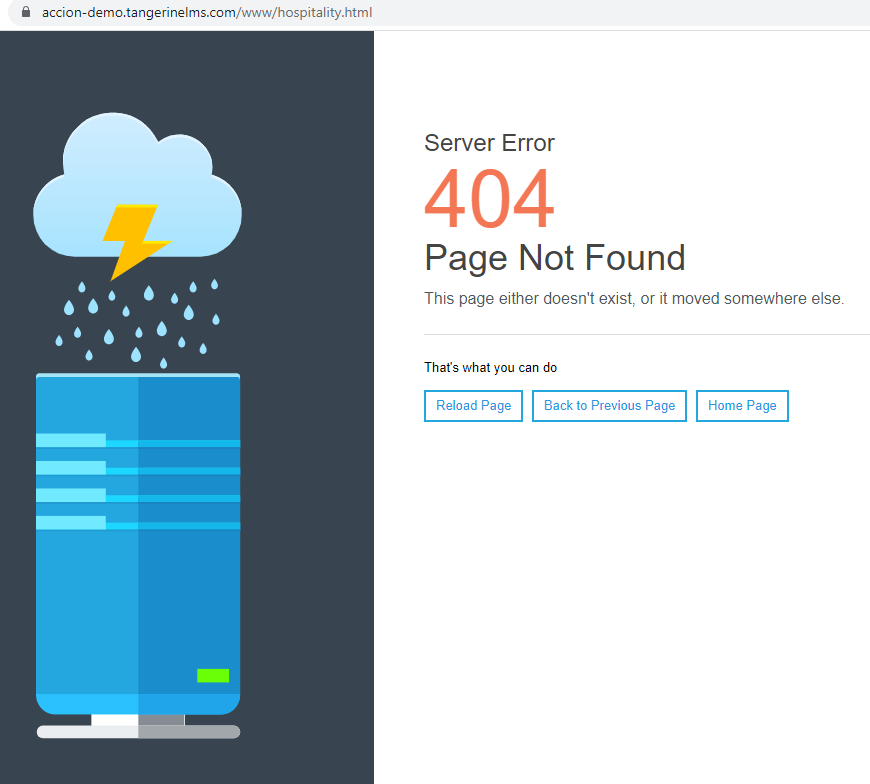 accion-demo.tangerinelms.com/www/hospitality.html
Server Error
404
Page Not Found
This page either doesn't exist, or it moved somewhere else.
That's what you can do
Reload Page
Back to Previous Page
Home Page